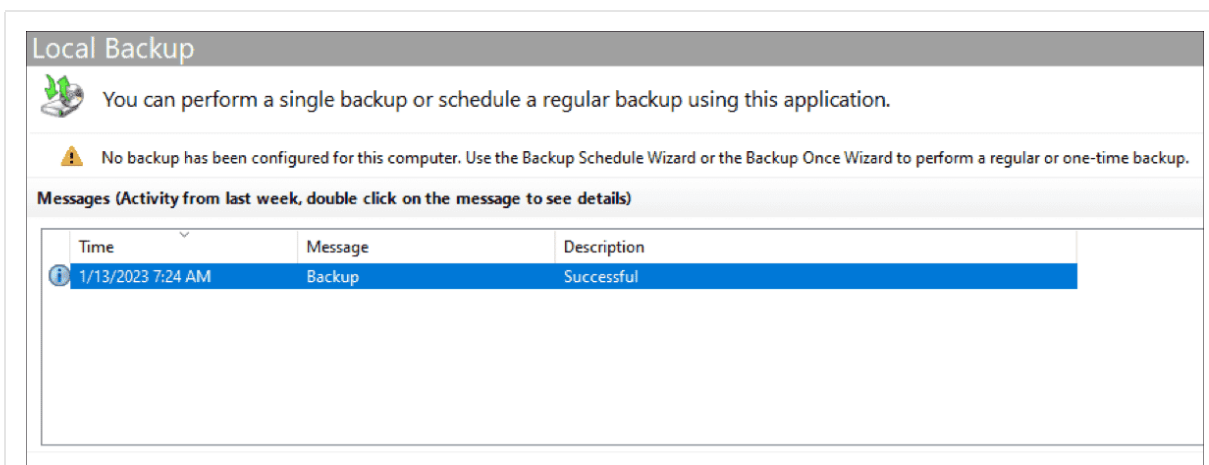 Local Backup
You can perform a single backup or schedule a regular backup using this application.
No backup has been configured for this computer. Use the Backup Schedule Wizard or the Backup Once Wizard to perform a regular or one-time backup.
Messages (Activity from last week, double click on the message to see details)
Time Message Description
1/13/2023 7:24 AM Backup Successful